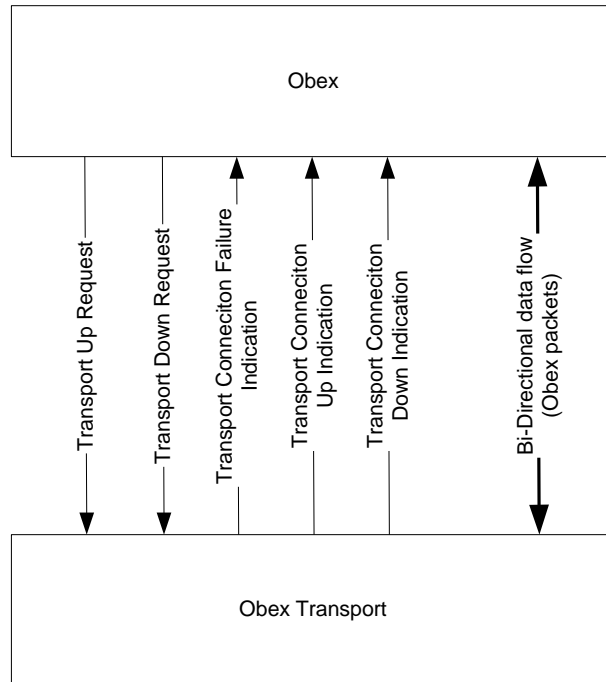 Obex
Transport Up Request
Transport Down Request
Transport Conneciton Failure
Indication
Transport Conneciton
Up Indication
Transport Conneciton
Down Indication
Bi-Directional data flow
(Obex packets)
Obex Transport